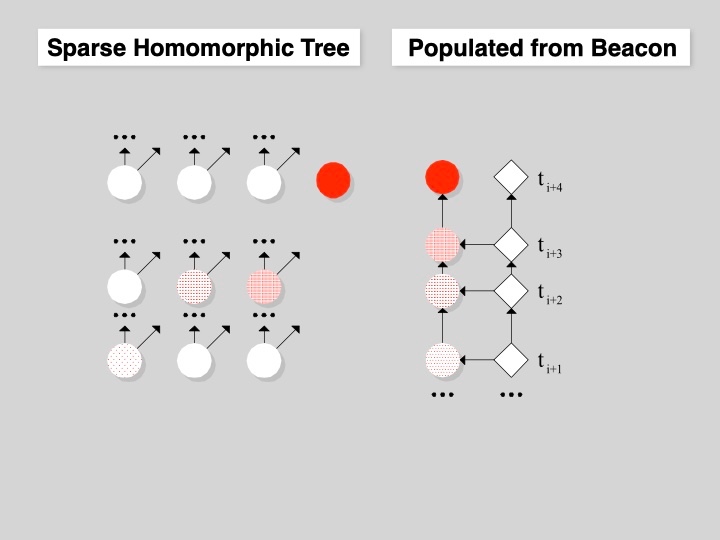 Sparse Homomorphic Tree
Populated from Beacon
... ... ...
t i+4
... ... ...
t i+3
t i+2
... ... ...
t i+1
... ...